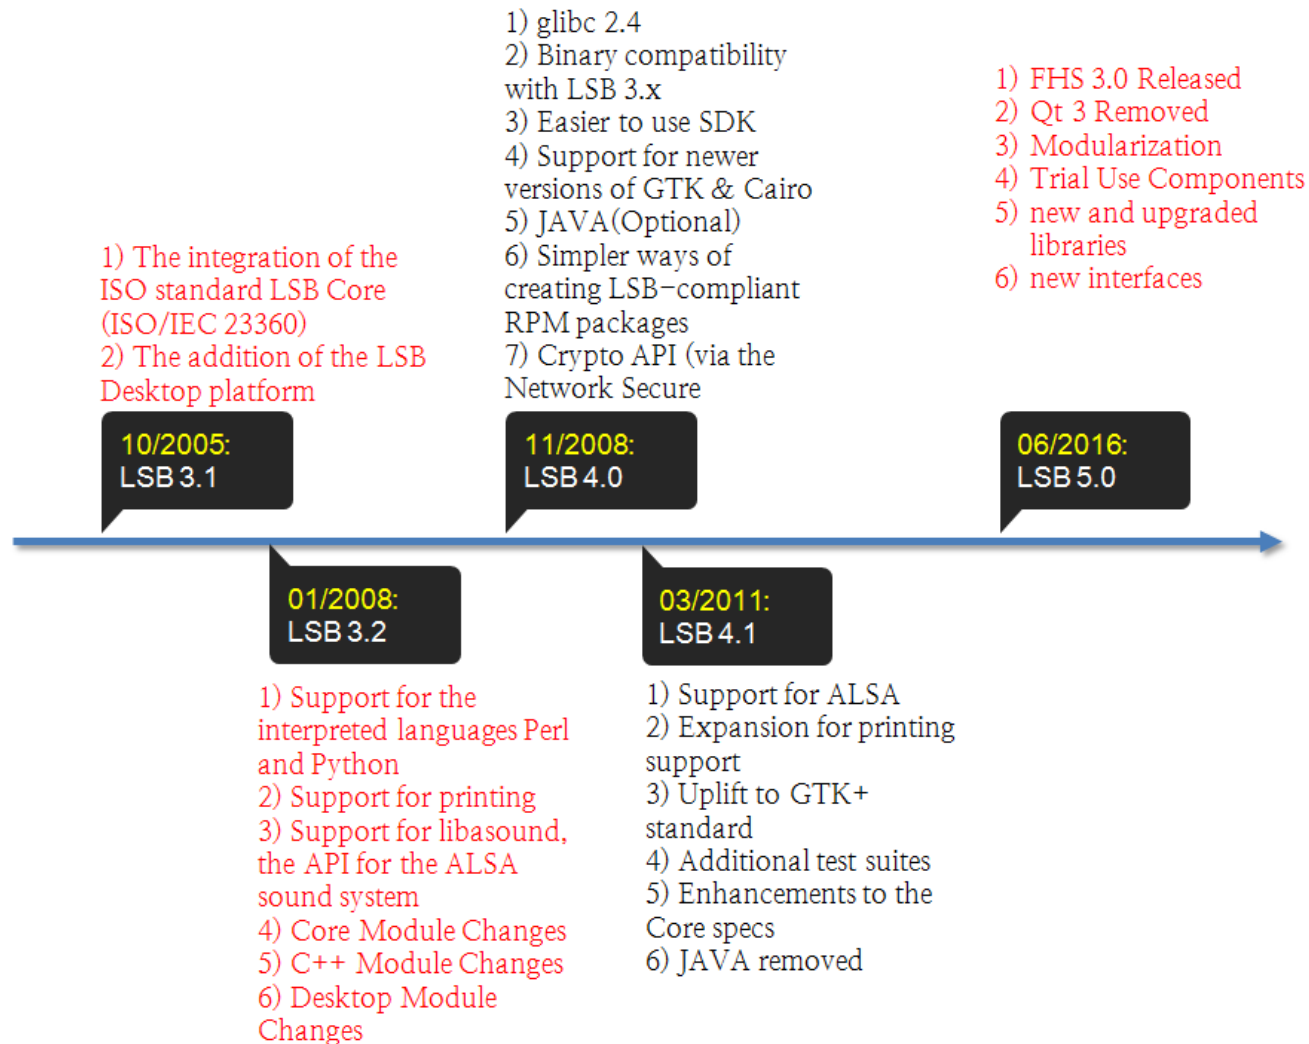 1) The integration of the
ISO standard LSB Core
(ISO/IEC 23360)
2) The addition of the LSB
Desktop platform
10/2005:
LSB 3.1
01/2008:
LSB 3.2
1) Support for the
interpreted languages Perl
and Python
2) Support for printing
3) Support for libasound,
the API for the ALSA
sound system
4) Core Module Changes
5) C++ Module Changes
6) Desktop Module
Changes
1) glibc 2.4
2) Binary compatibility
with LSB 3.x
3) Easier to use SDK
4) Support for newer
versions of GTK & Cairo
5) JAVA(Optional)
6) Simpler ways of
creating LSB-compliant
RPM packages
7) Crypto API (via the
Network Secure
11/2008:
LSB 4.0
03/2011:
LSB 4.1
1) Support for ALSA
2) Expansion for printing
support
3) Uplift to GTK+
standard
4) Additional test suites
5) Enhancements to the
Core specs
6) JAVA removed
1) FHS 3.0 Released
2) Qt 3 Removed
3) Modularization
4) Trial Use Components
5) new and upgraded
libraries
6) new interfaces
06/2016:
LSB 5.0